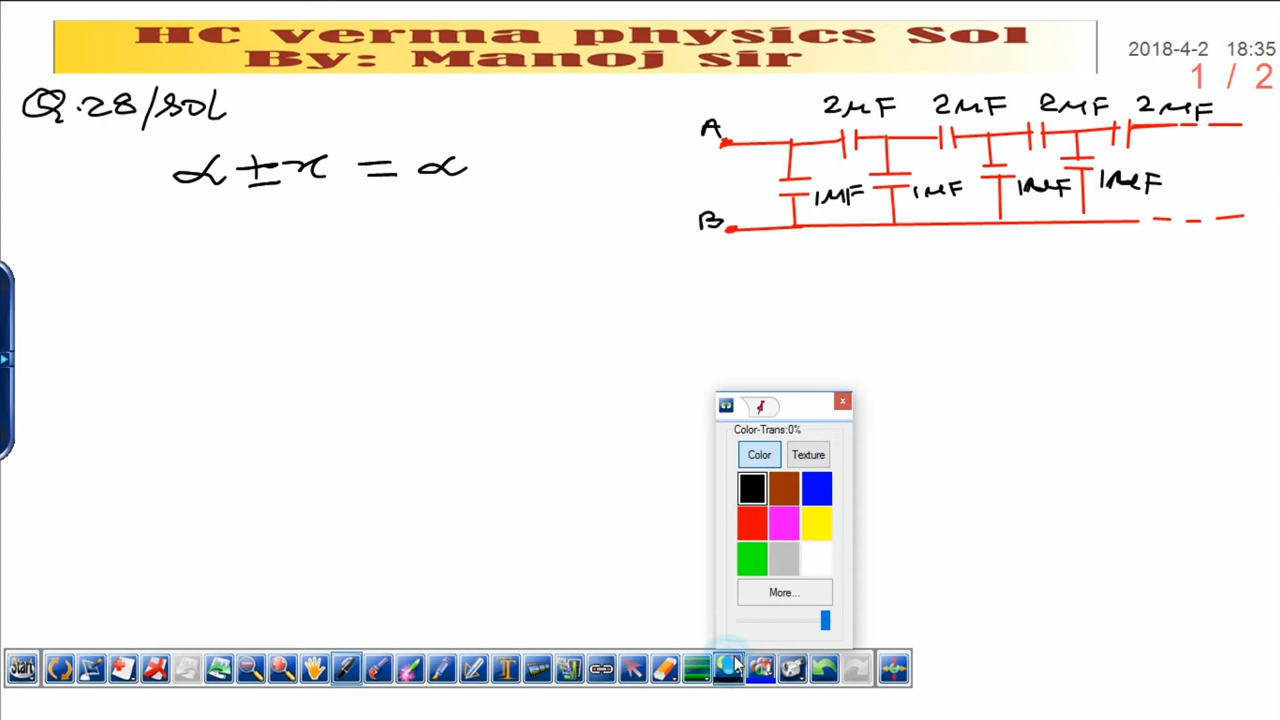 HC verma physics Sol
By: Manoj sir
2018-4-2 18:35
1 / 2
Q.28/sol
α ± x = α
2μF 2μF 2μF 2μF
A
1μF 1μF 1μF 1μF
B
Color-Trans:0%
Color Texture
More...
Start